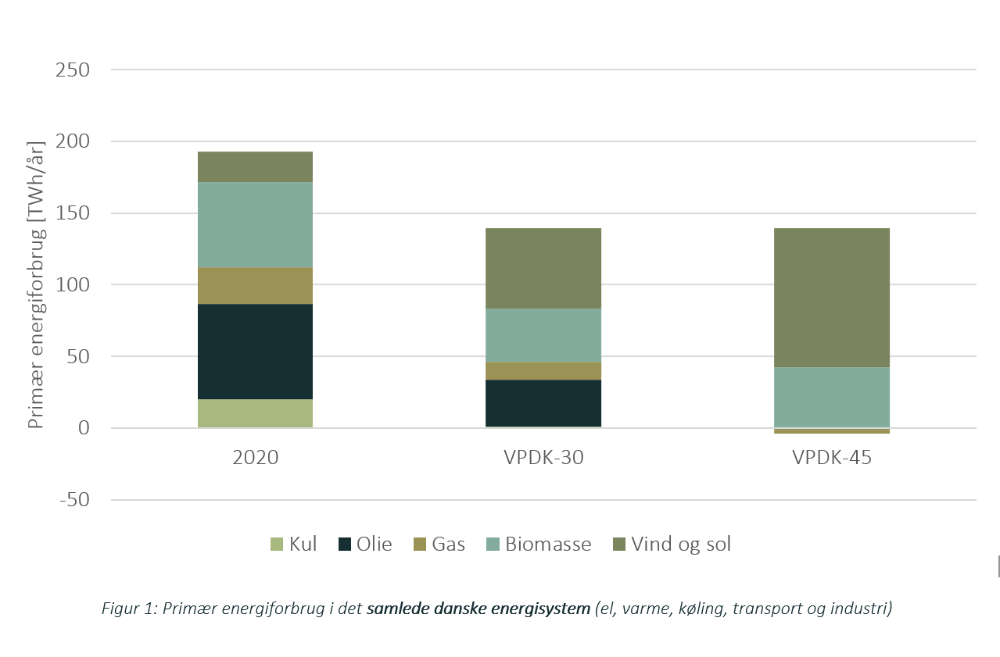 250
200
150
100
50
0
-50
Primær energiforbrug [TWh/år]
2020 VPDK-30 VPDK-45
Kul Olie Gas Biomasse Vind og sol
Figur 1: Primær energiforbrug i det samlede danske energisystem (el, varme, køling, transport og industri)